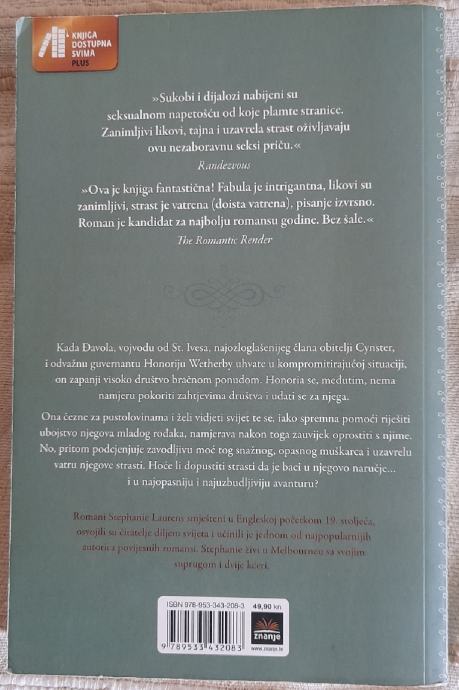 KNJIGA
DOSTUPNA
SVIMA
PLUS
»Sukobi i dijalozi nabijeni su
seksualnom napetošću od koje plamte stranice.
Zanimljivi likovi, tajna i uzavrela strast oživljavaju
ovu nezaboravnu seksi priču.«
Randezvous
»Ova je knjiga fantastična! Fabula je intrigantna, likovi su
zanimljivi, strast je vatrena (doista vatrena), pisanje izvrsno.
Roman je kandidat za najbolju romansu godine. Bez šale.«
The Romantic Render
Kada Đavola, vojvodu od St. Ivesa, najozloglašenijeg člana obitelji Cynster,
i odvažnu guvernantu Honoriju Wetherby uhvate u kompromitirajućoj situaciji,
on zapanji visoko društvo bračnom ponudom. Honoria se, međutim, nema
namjeru pokoriti zahtjevima društva i udati se za njega.
Ona čezne za pustolovinama i želi vidjeti svijet te se, iako spremna pomoći riješiti
ubojstvo njegova mladog rođaka, namjerava nakon toga zauvijek oprostiti s njime.
No, pritom podcjenjuje zavodljivu moć tog snažnog, opasnog muškarca i uzavrelu
vatru njegove strasti. Hoće li dopustiti strasti da je baci u njegovo naručje...
i u najopasniju i najuzbudljiviju avanturu?
Romani Stephanie Laurens smješteni u Engleskoj početkom 19. stoljeća,
osvojili su čitatelje diljem svijeta i učinili je jednom od najpopularnijih
autorica povijesnih romansi. Stephanie živi u Melbourneu sa svojim
suprugom i dvije kćeri.
ISBN 978-953-343-208-3
49,90 kn
9 789533 432083
znanje
www.znanje.hr